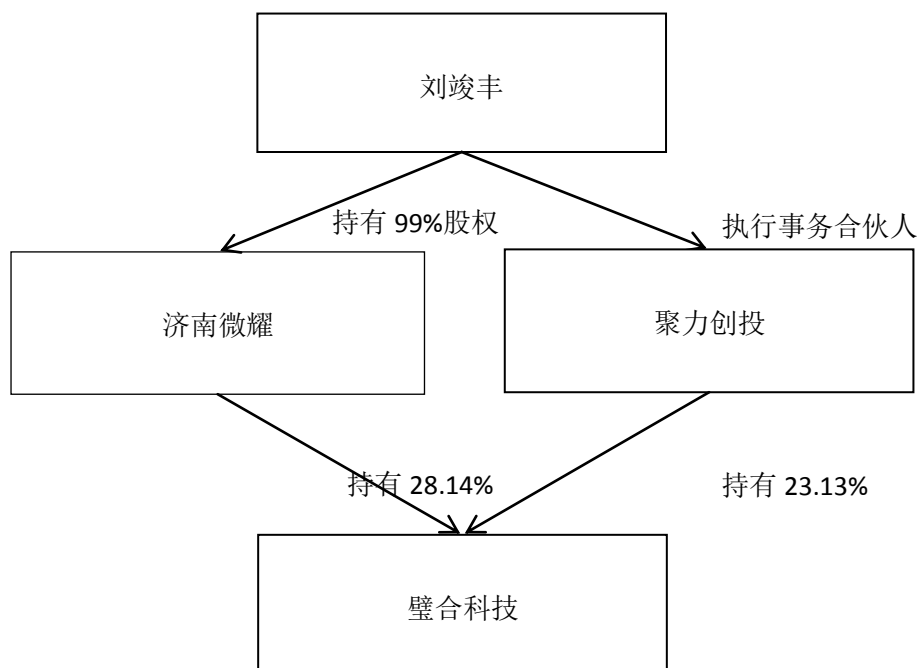 刘竣丰
持有 99%股权
执行事务合伙人
济南微耀
聚力创投
持有 28.14%
持有 23.13%
璧合科技